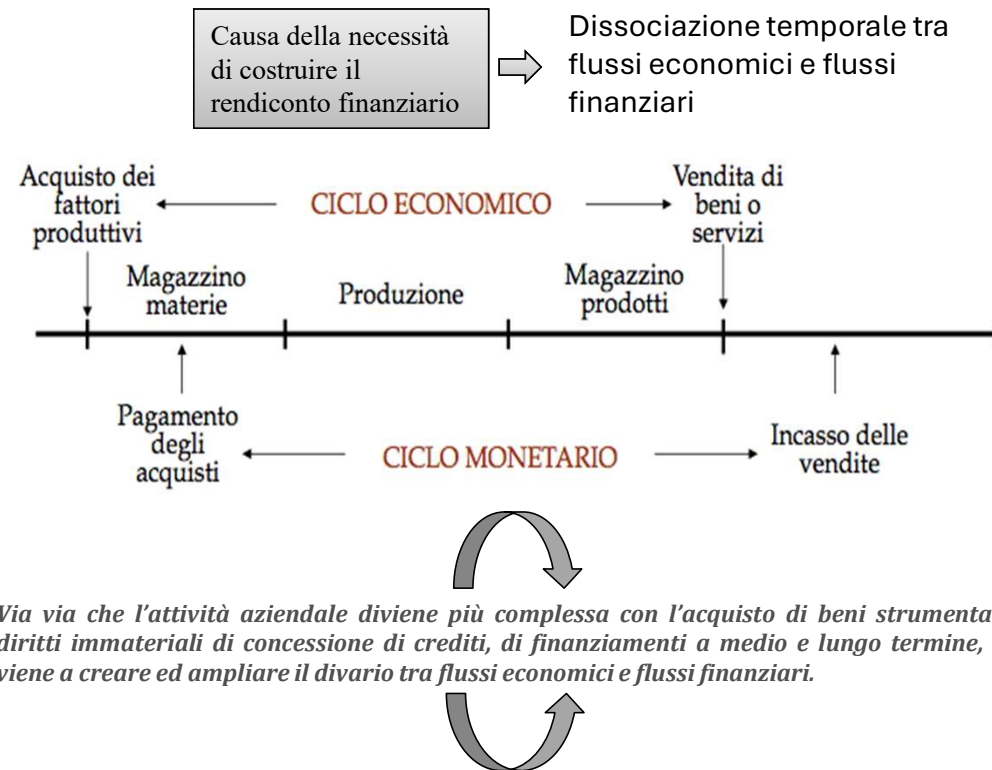 Causa della necessità
di costruire il
rendiconto finanziario
Dissociazione temporale tra
flussi economici e flussi
finanziari
Acquisto dei
fattori
produttivi
CICLO ECONOMICO
Vendita di
beni o
servizi
Magazzino
materie
Produzione
Magazzino
prodotti
Pagamento
degli
acquisti
CICLO MONETARIO
Incasso delle
vendite
Via via che l’attività aziendale diviene più complessa con l’acquisto di beni strumenta
diritti immateriali di concessione di crediti, di finanziamenti a medio e lungo termine,
viene a creare ed ampliare il divario tra flussi economici e flussi finanziari.